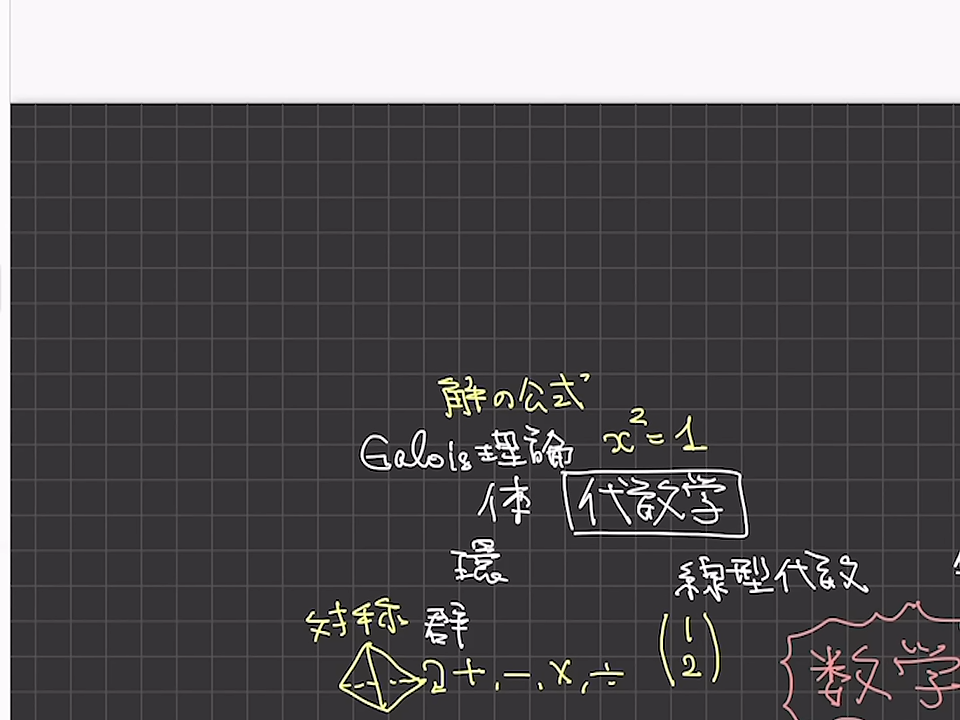 解の公式
x²=1
Galois理論
体
代数学
環
線型代数
対称
群
(1
2)
+, -, ×, ÷
数学